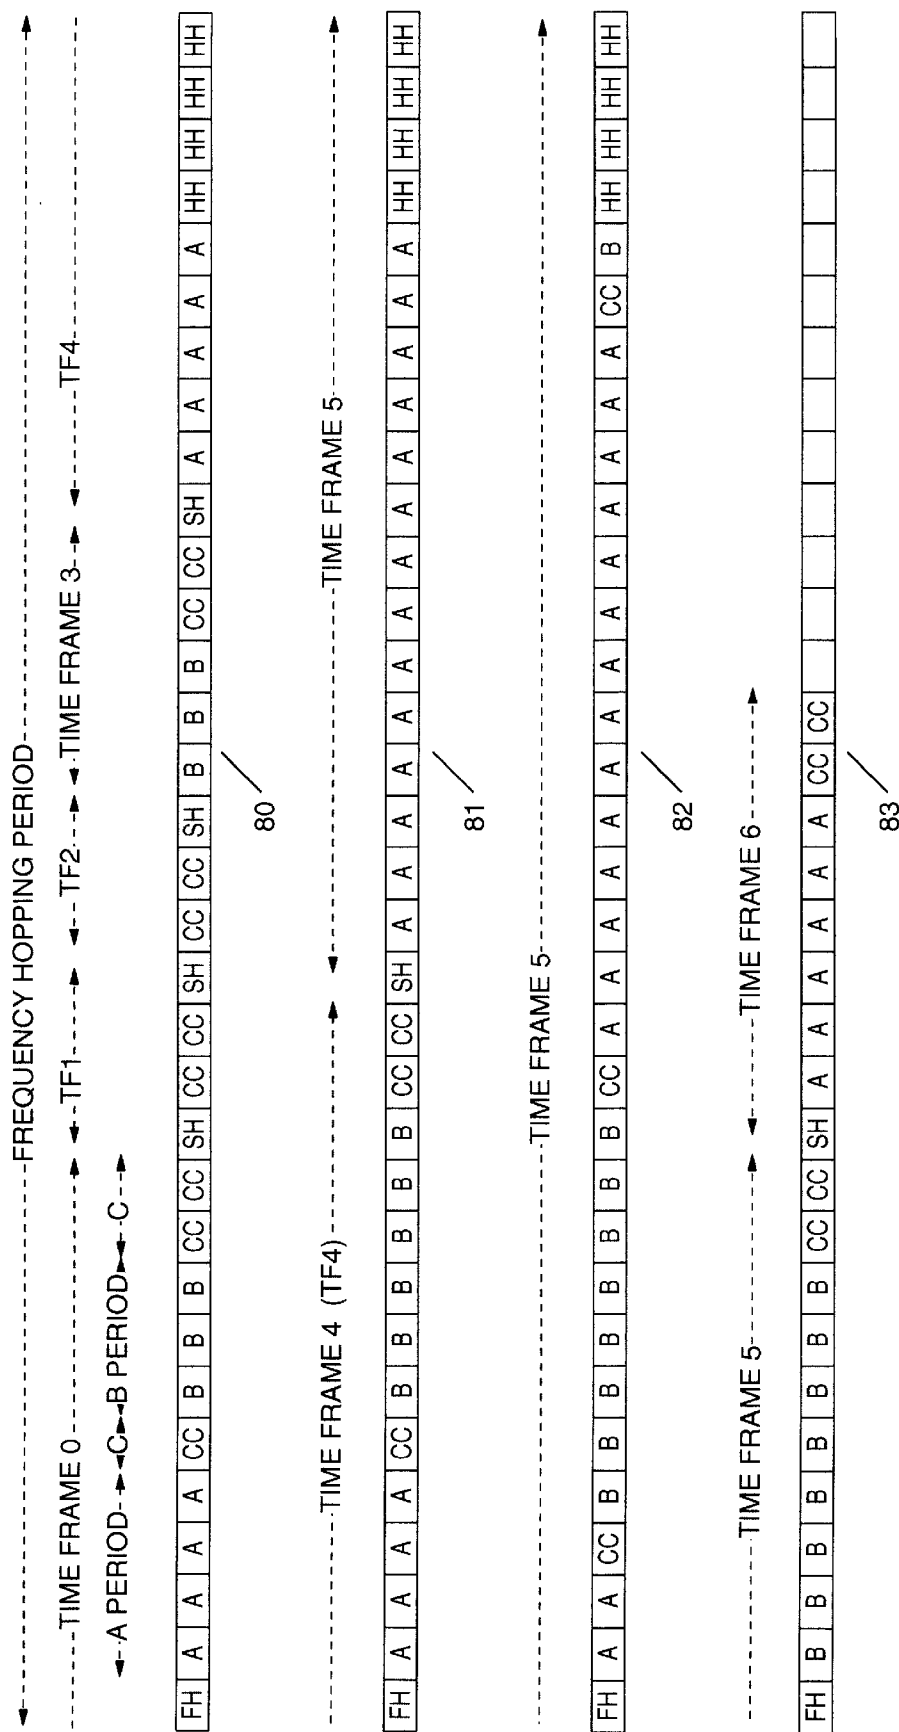 FREQUENCY HOPPING PERIOD
TIME FRAME 0 TF1 TF2 TIME FRAME 3 TF4
A PERIOD C B PERIOD C
FH A A A A CC B B B CC CC SH CC CC SH CC CC SH B B B CC CC SH A A A A A HH HH HH HH
80
TIME FRAME 4 (TF4) TIME FRAME 5
FH A A A A CC B B B B B B CC CC SH A A A A A A A A A A A A A A HH HH HH HH
81
TIME FRAME 5
FH A A CC B B B B B B B B CC A A A A A A A A A A A A A A CC B HH HH HH HH
82
TIME FRAME 5 TIME FRAME 6
FH B B B B B B B B CC CC SH A A A A A A CC CC
83